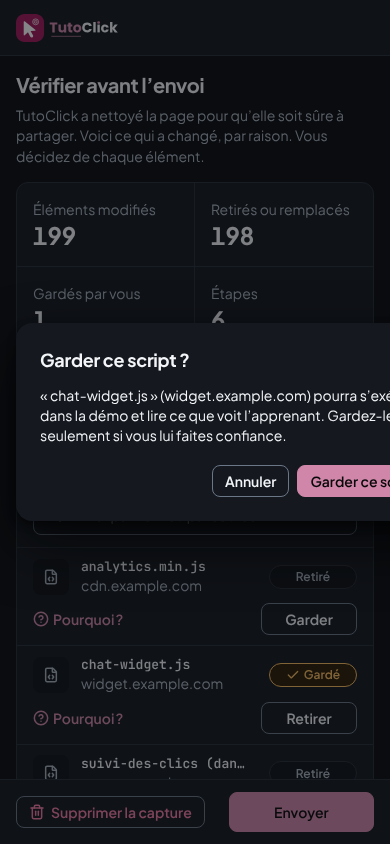 TutoClick
Vérifier avant l’envoi
TutoClick a nettoyé la page pour qu’elle soit sûre à
partager. Voici ce qui a changé, par raison. Vous
décidez de chaque élément.
Éléments modifiés
199
Retirés ou remplacés
198
Gardés par vous
1
Étapes
6
Garder ce script ?
« chat-widget.js » (widget.example.com) pourra s’exé
dans la démo et lire ce que voit l’apprenant. Gardez-le
seulement si vous lui faites confiance.
Annuler
Garder ce sc
analytics.min.js
cdn.example.com
Retiré
Pourquoi ?
Garder
chat-widget.js
widget.example.com
Gardé
Pourquoi ?
Retirer
suivi-des-clics (dan…
Retiré
Supprimer la capture
Envoyer